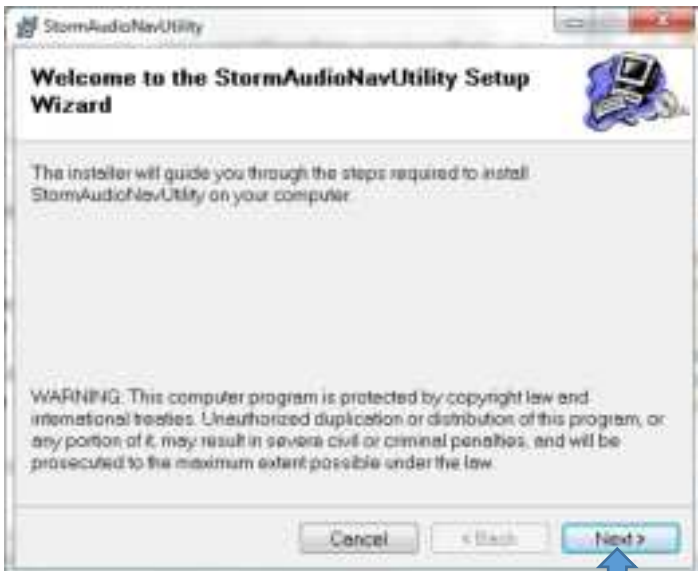 StormAudioNavUtility
Welcome to the StormAudioNavUtility Setup
Wizard
The installer will guide you through the steps required to install
StormAudioNavUtility on your computer.
WARNING: This computer program is protected by copyright law and
international treaties. Unauthorized duplication or distribution of this program, or
any portion of it, may result in severe civil or criminal penalties, and will be
prosecuted to the maximum extent possible under the law.
Cancel < Back Next >